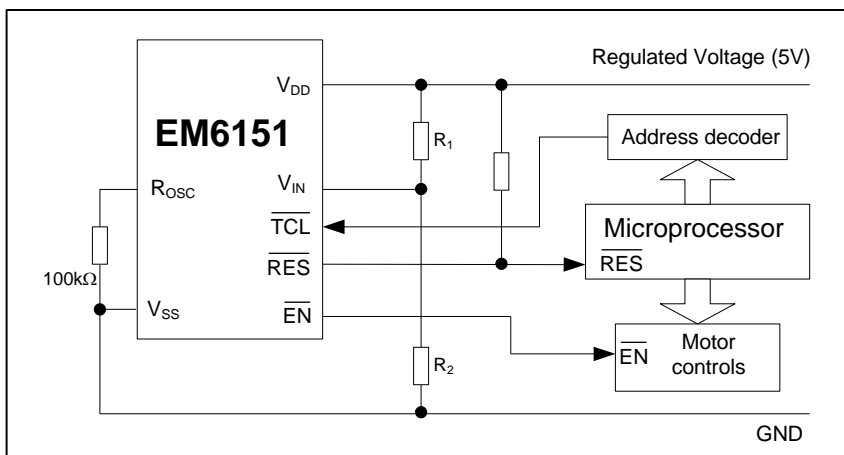 Regulated Voltage (5V)
VDD
EM6151
R1
Address decoder
ROSC
VIN
TCL
Microprocessor
RES
RES
100kΩ
VSS
EN
Motor
controls
EN
R2
GND